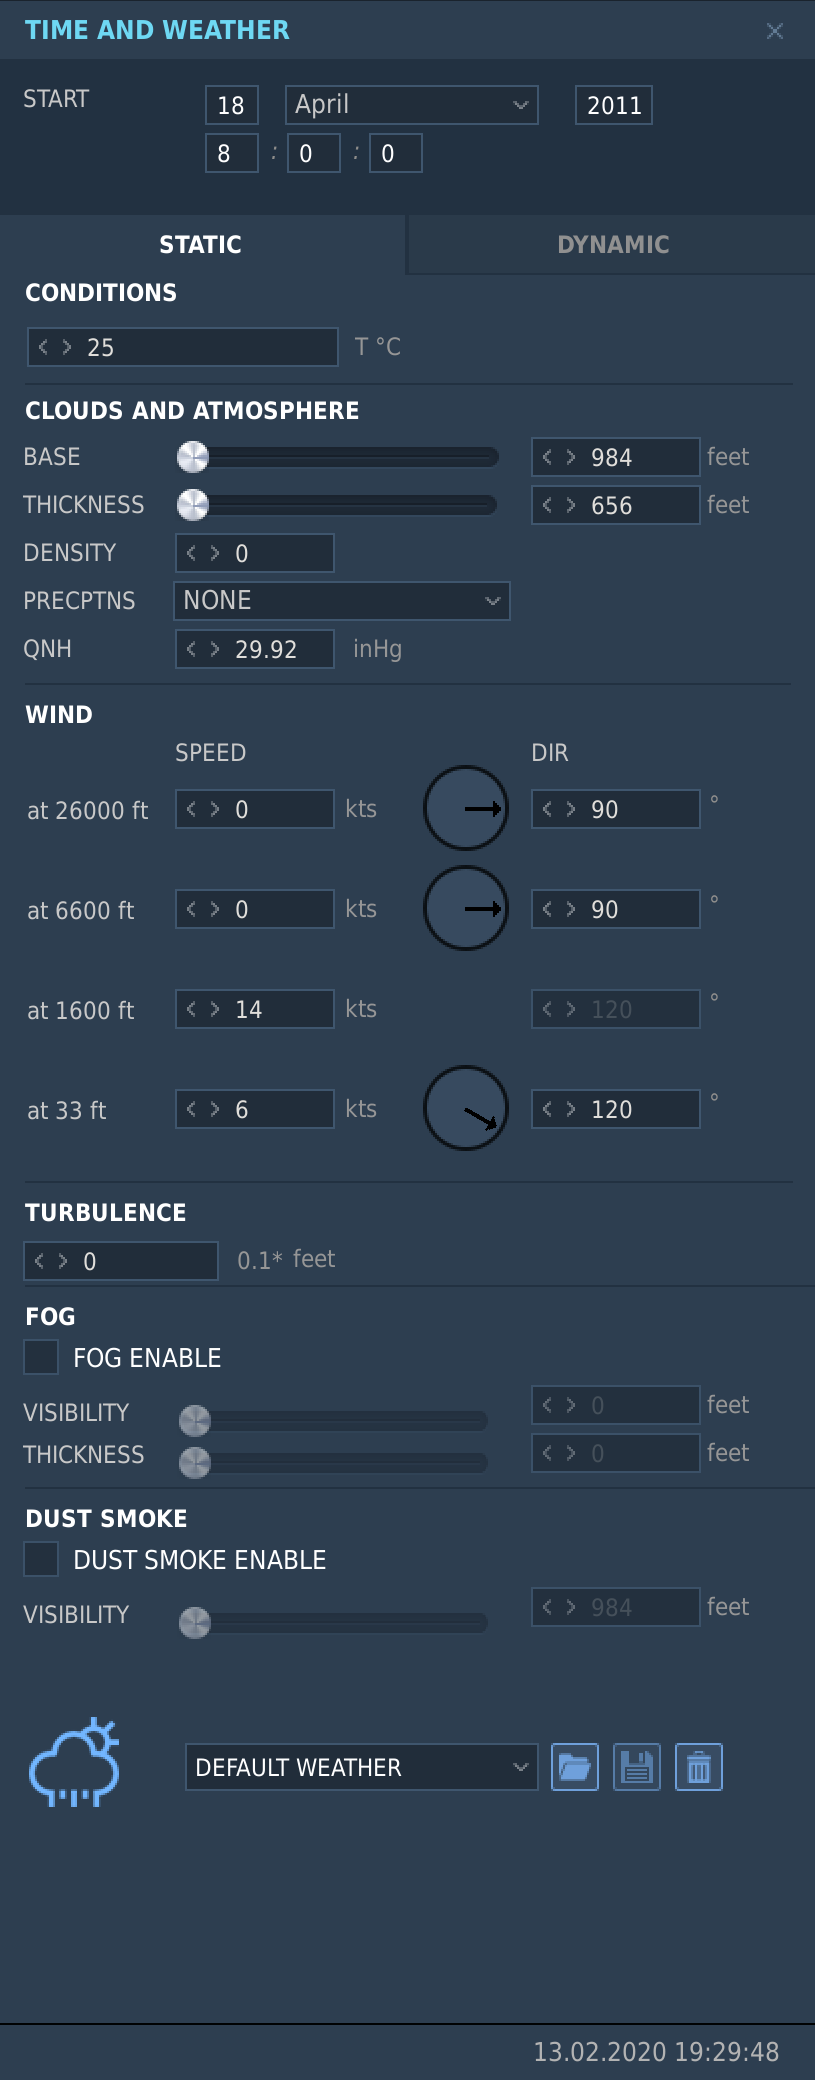 TIME AND WEATHER
START 18 April 2011
8 : 0 : 0
STATIC DYNAMIC
CONDITIONS
25 T °C
CLOUDS AND ATMOSPHERE
BASE 984 feet
THICKNESS 656 feet
DENSITY 0
PRECPTNS NONE
QNH 29.92 inHg
WIND
SPEED DIR
at 26000 ft 0 kts 90 °
at 6600 ft 0 kts 90 °
at 1600 ft 14 kts 120 °
at 33 ft 6 kts 120 °
TURBULENCE
0 0.1* feet
FOG
FOG ENABLE
VISIBILITY 0 feet
THICKNESS 0 feet
DUST SMOKE
DUST SMOKE ENABLE
VISIBILITY 984 feet
DEFAULT WEATHER
13.02.2020 19:29:48